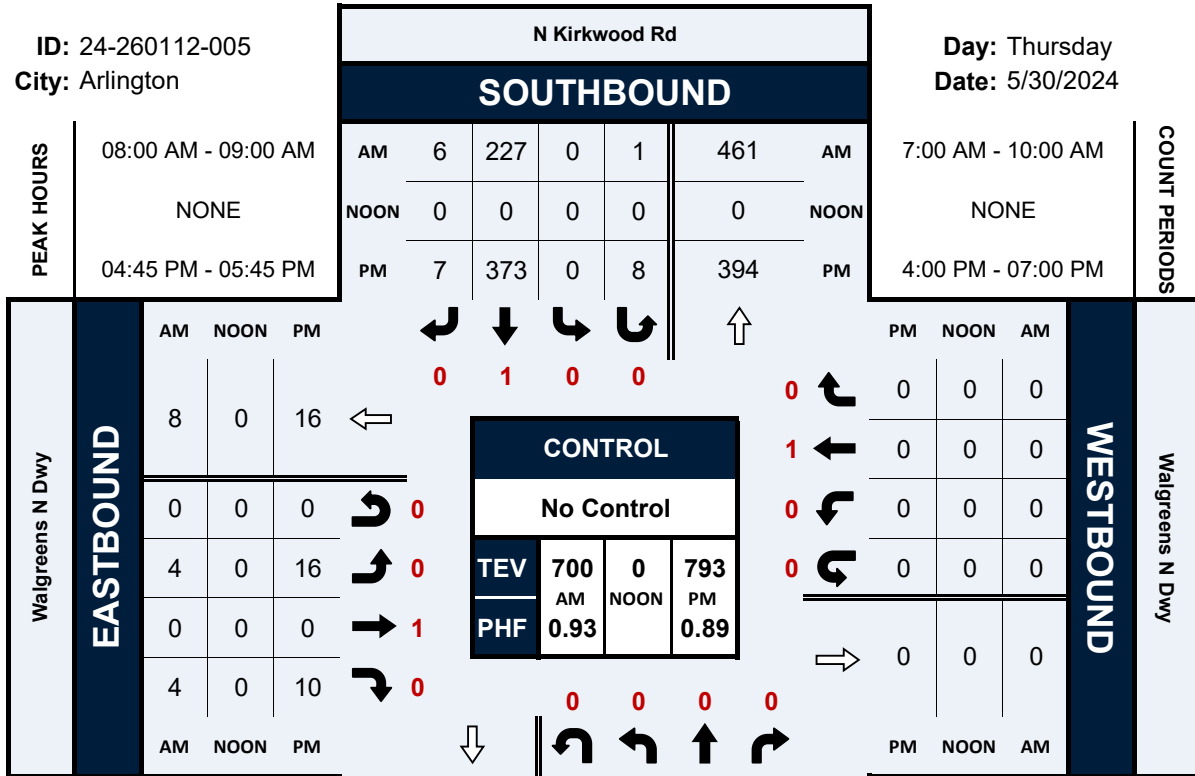 N Kirkwood Rd
ID: 24-260112-005
City: Arlington
Day: Thursday
Date: 5/30/2024
SOUTHBOUND
PEAK HOURS
08:00 AM - 09:00 AM
NONE
04:45 PM - 05:45 PM
AM 6 227 0 1 461 AM
NOON 0 0 0 0 0 NOON
PM 7 373 0 8 394 PM
7:00 AM - 10:00 AM
NONE
4:00 PM - 07:00 PM
COUNT PERIODS
0 1 0 0
Walgreens N Dwy
EASTBOUND
AM NOON PM
8 0 16
0 0 0 0
4 0 16 0
0 0 0 1
4 0 10 0
AM NOON PM
CONTROL
No Control
TEV 700 0 793
AM NOON PM
PHF 0.93 0.89
PM NOON AM
0 0 0 0
1 0 0 0
0 0 0 0
0 0 0 0
0 0 0
PM NOON AM
WESTBOUND
Walgreens N Dwy
0 0 0 0